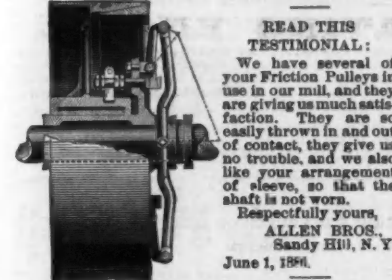 READ THIS
TESTIMONIAL:
We have several of
your Friction Pulleys in
use in our mill, and they
are giving us much satis
faction. They are so
easily thrown in and our
of contact, they give us
no trouble, and we also
like your arrangement
of sleeve, so that the
shaft is not worn.
Respectfully yours,
ALLEN BROS.,
Sandy Hill, N. Y
June 1,